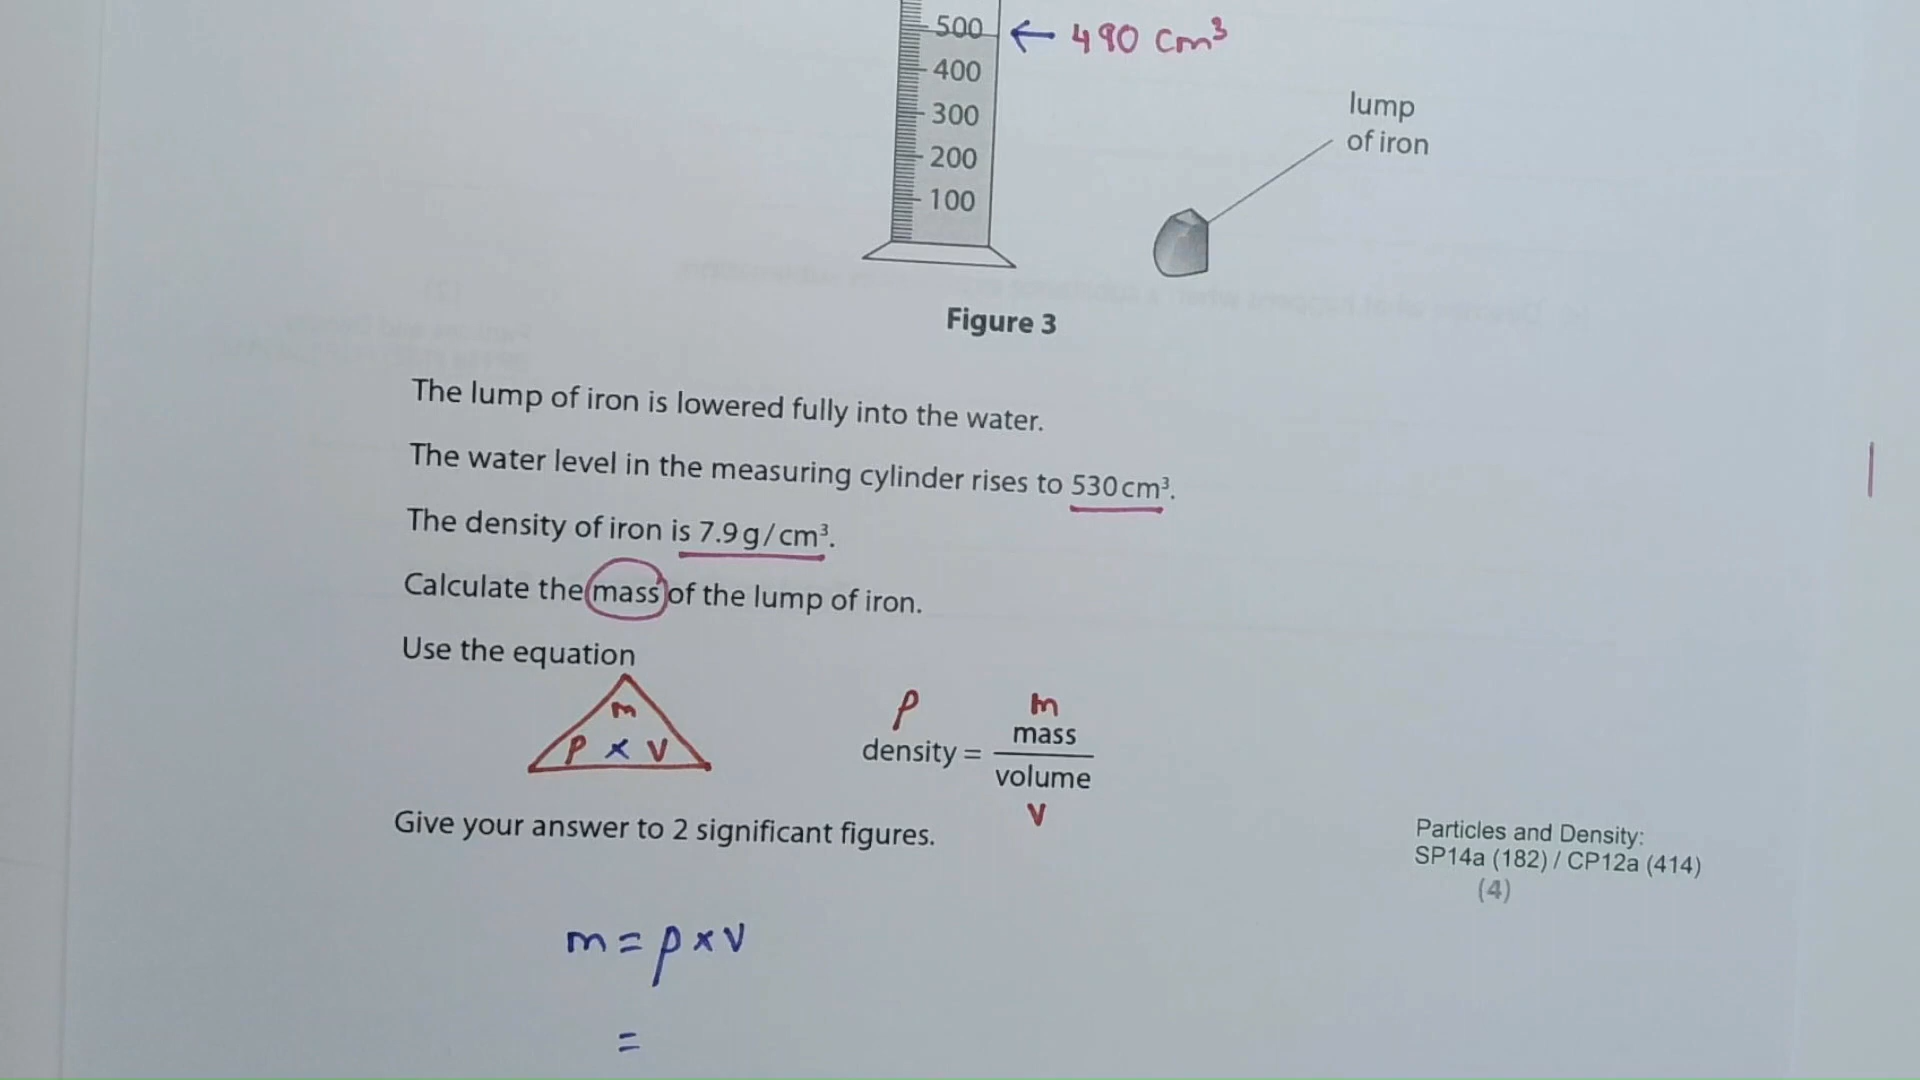 500 ← 490 cm³
400
300
200
100
lump
of iron
Figure 3
The lump of iron is lowered fully into the water.
The water level in the measuring cylinder rises to 530 cm³.
The density of iron is 7.9 g/cm³.
Calculate the mass of the lump of iron.
Use the equation
m
ρ × V
ρ m
density = mass
volume
V
Give your answer to 2 significant figures.
Particles and Density:
SP14a (182) / CP12a (414)
(4)
m = ρ × V
=